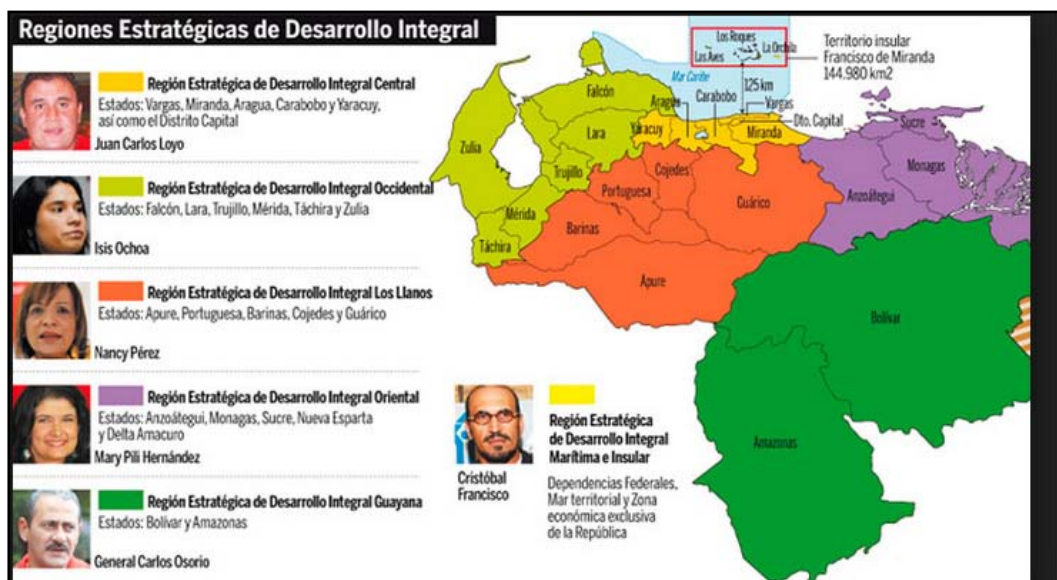 Regiones Estratégicas de Desarrollo Integral
Región Estratégica de Desarrollo Integral Central
Estados: Vargas, Miranda, Aragua, Carabobo y Yaracuy,
así como el Distrito Capital
Juan Carlos Loyo
Región Estratégica de Desarrollo Integral Occidental
Estados: Falcón, Lara, Trujillo, Mérida, Táchira y Zulia
Isis Ochoa
Región Estratégica de Desarrollo Integral Los Llanos
Estados: Apure, Portuguesa, Barinas, Cojedes y Guárico
Nancy Pérez
Región Estratégica de Desarrollo Integral Oriental
Estados: Anzoátegui, Monagas, Sucre, Nueva Esparta
y Delta Amacuro
Mary Pili Hernández
Región Estratégica de Desarrollo Integral Guayana
Estados: Bolívar y Amazonas
General Carlos Osorio
Cristóbal
Francisco
Región Estratégica
de Desarrollo Integral
Marítima e Insular
Dependencias Federales,
Mar territorial y Zona
económica exclusiva
de la República
Los Roques
Las Aves
La Orchila
Territorio insular
Francisco de Miranda
144.980 km2
Mar Caribe
125 km
Falcón
Aragua
Carabobo
Vargas
Dto. Capital
Sucre
Zulia
Lara
Yaracuy
Miranda
Monagas
Trujillo
Cojedes
Portuguesa
Guárico
Anzoátegui
Mérida
Barinas
Táchira
Apure
Bolívar
Amazonas